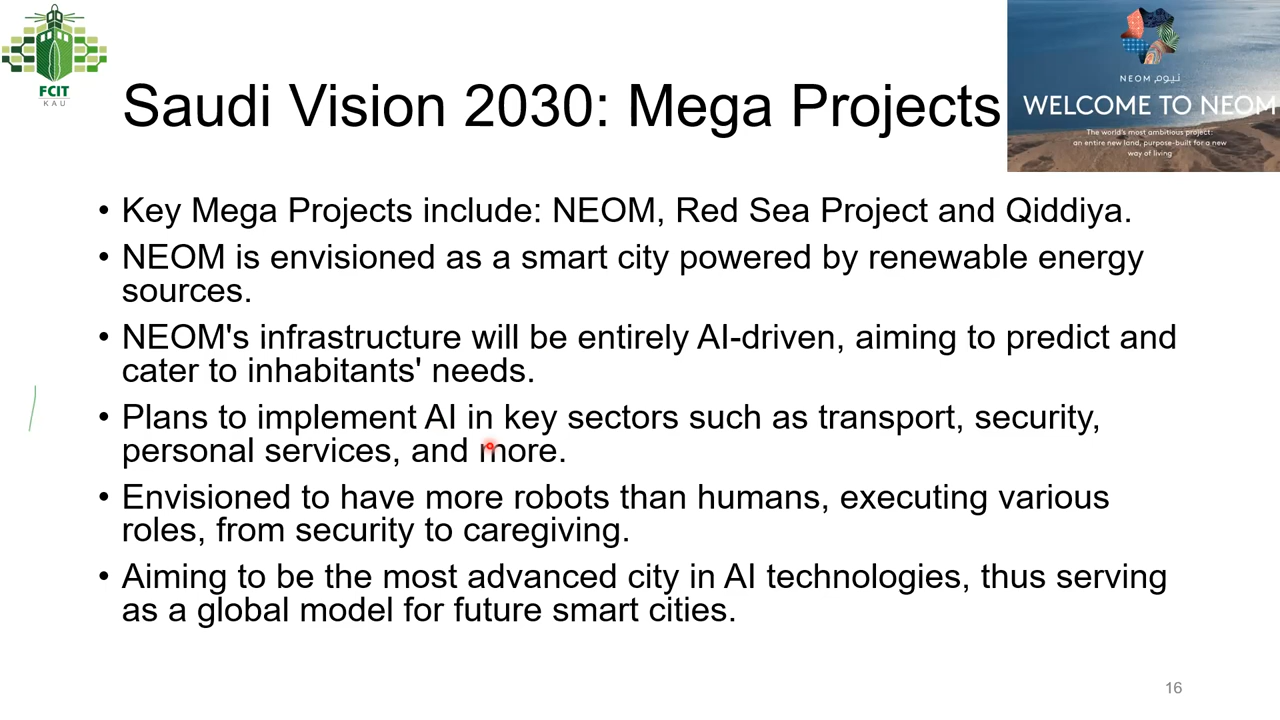 FCIT
KAU
Saudi Vision 2030: Mega Projects
NEOM نيوم
WELCOME TO NEOM
The world's most ambitious project:
an entire new land, purpose-built for a new
way of living
• Key Mega Projects include: NEOM, Red Sea Project and Qiddiya.
• NEOM is envisioned as a smart city powered by renewable energy
sources.
• NEOM's infrastructure will be entirely AI-driven, aiming to predict and
cater to inhabitants' needs.
• Plans to implement AI in key sectors such as transport, security,
personal services, and more.
• Envisioned to have more robots than humans, executing various
roles, from security to caregiving.
• Aiming to be the most advanced city in AI technologies, thus serving
as a global model for future smart cities.
16